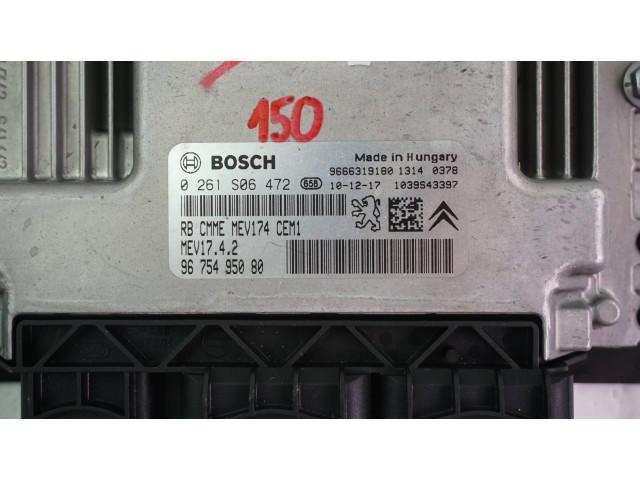 150
BOSCH
Made in Hungary
9666319180 1314 0378
0 261 S06 472 658 10-12-17 1039S43397
RB CMME MEV174 CEM1
MEV17.4.2
96 754 950 80